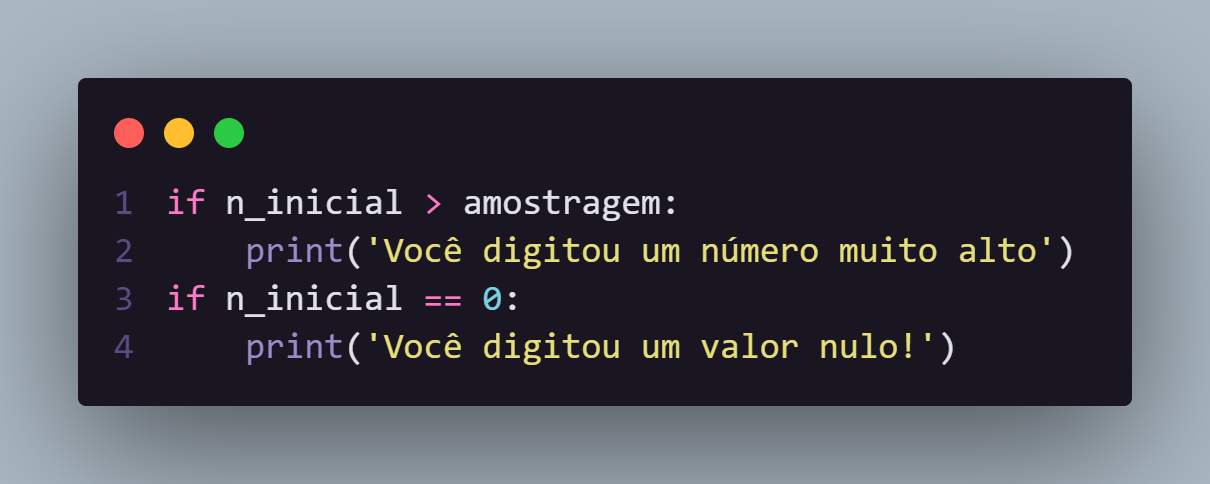 1 if n_inicial > amostragem:
2     print('Você digitou um número muito alto')
3 if n_inicial == 0:
4     print('Você digitou um valor nulo!')